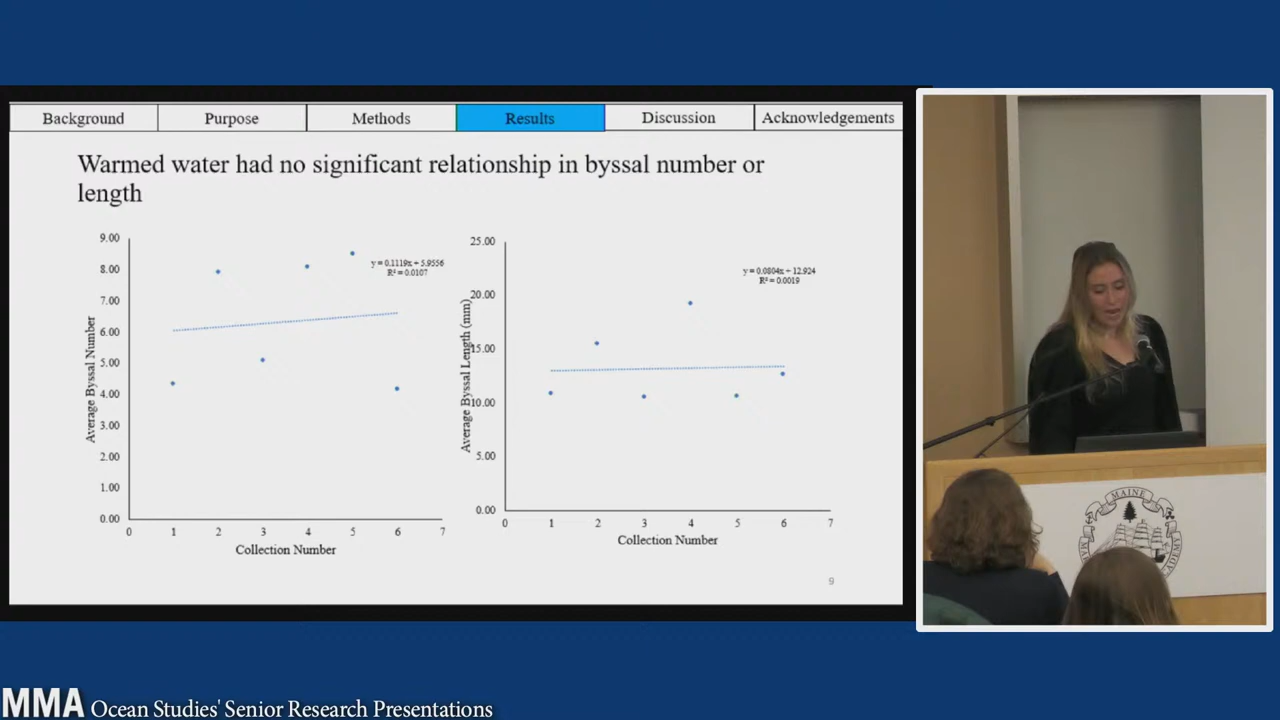 Background
Purpose
Methods
Results
Discussion
Acknowledgements
Warmed water had no significant relationship in byssal number or
length
9.00
8.00
7.00
6.00
5.00
4.00
3.00
2.00
1.00
0.00
Average Byssal Number
y = 0.1119x + 5.9556
R² = 0.0107
0 1 2 3 4 5 6 7
Collection Number
25.00
20.00
15.00
10.00
5.00
0.00
Average Byssal Length (mm)
y = 0.0804x + 12.924
R² = 0.0019
0 1 2 3 4 5 6 7
Collection Number
9
MAINE
MMA Ocean Studies' Senior Research Presentations